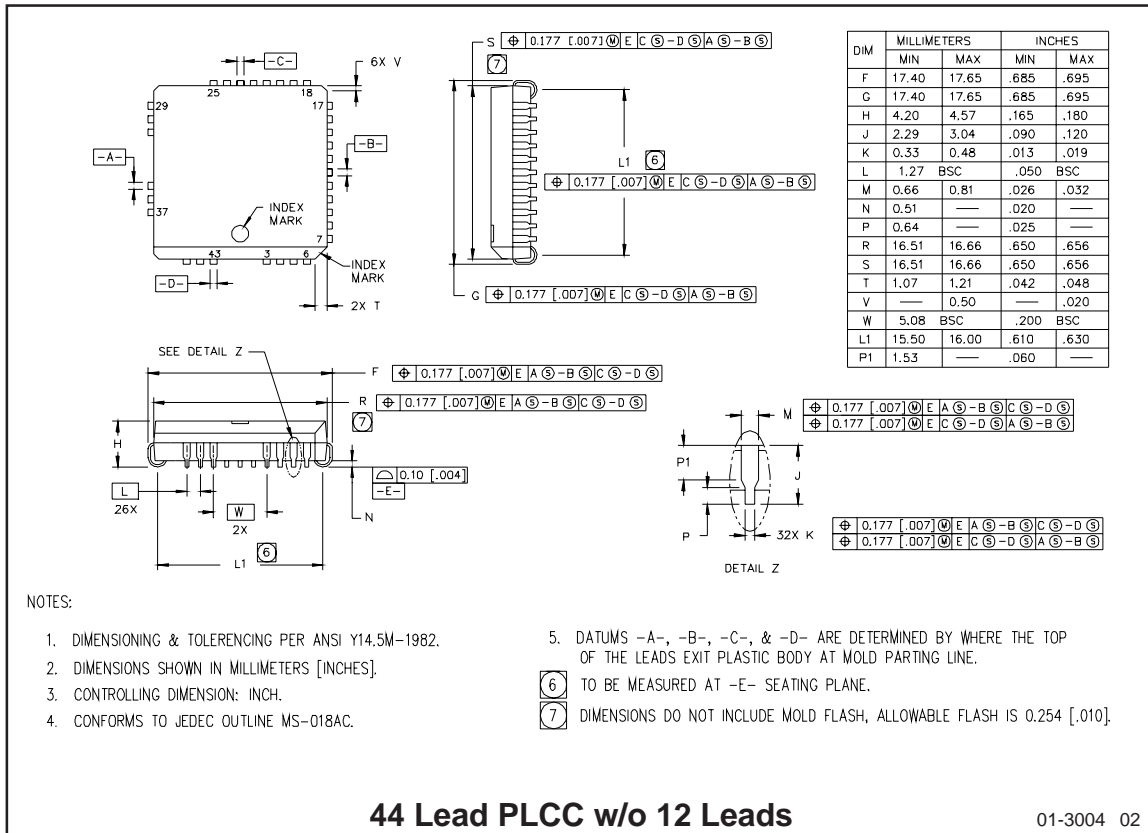 S ⌖ 0.177 [.007] Ⓜ E C Ⓢ -D Ⓢ A Ⓢ -B Ⓢ
7
-C-
6X V
25 18
29 17
-A-
-B-
37
INDEX
MARK
7
43 3 6
INDEX
MARK
-D-
2X T
L1 6
⌖ 0.177 [.007] Ⓜ E C Ⓢ -D Ⓢ A Ⓢ -B Ⓢ
G ⌖ 0.177 [.007] Ⓜ E C Ⓢ -D Ⓢ A Ⓢ -B Ⓢ
DIM MILLIMETERS INCHES
MIN MAX MIN MAX
F 17.40 17.65 .685 .695
G 17.40 17.65 .685 .695
H 4.20 4.57 .165 .180
J 2.29 3.04 .090 .120
K 0.33 0.48 .013 .019
L 1.27 BSC .050 BSC
M 0.66 0.81 .026 .032
N 0.51 — .020 —
P 0.64 — .025 —
R 16.51 16.66 .650 .656
S 16.51 16.66 .650 .656
T 1.07 1.21 .042 .048
V — 0.50 — .020
W 5.08 BSC .200 BSC
L1 15.50 16.00 .610 .630
P1 1.53 — .060 —
SEE DETAIL Z
F ⌖ 0.177 [.007] Ⓜ E A Ⓢ -B Ⓢ C Ⓢ -D Ⓢ
R ⌖ 0.177 [.007] Ⓜ E A Ⓢ -B Ⓢ C Ⓢ -D Ⓢ
7
H
⌓ 0.10 [.004]
-E-
L
26X
W
2X
N
L1 6
M ⌖ 0.177 [.007] Ⓜ E A Ⓢ -B Ⓢ C Ⓢ -D Ⓢ
⌖ 0.177 [.007] Ⓜ E C Ⓢ -D Ⓢ A Ⓢ -B Ⓢ
P1
J
P
32X K
⌖ 0.177 [.007] Ⓜ E A Ⓢ -B Ⓢ C Ⓢ -D Ⓢ
⌖ 0.177 [.007] Ⓜ E C Ⓢ -D Ⓢ A Ⓢ -B Ⓢ
DETAIL Z
NOTES:
1. DIMENSIONING & TOLERENCING PER ANSI Y14.5M-1982.
2. DIMENSIONS SHOWN IN MILLIMETERS [INCHES].
3. CONTROLLING DIMENSION: INCH.
4. CONFORMS TO JEDEC OUTLINE MS-018AC.
5. DATUMS -A-, -B-, -C-, & -D- ARE DETERMINED BY WHERE THE TOP
OF THE LEADS EXIT PLASTIC BODY AT MOLD PARTING LINE.
6 TO BE MEASURED AT -E- SEATING PLANE.
7 DIMENSIONS DO NOT INCLUDE MOLD FLASH, ALLOWABLE FLASH IS 0.254 [.010].
44 Lead PLCC w/o 12 Leads
01-3004 02